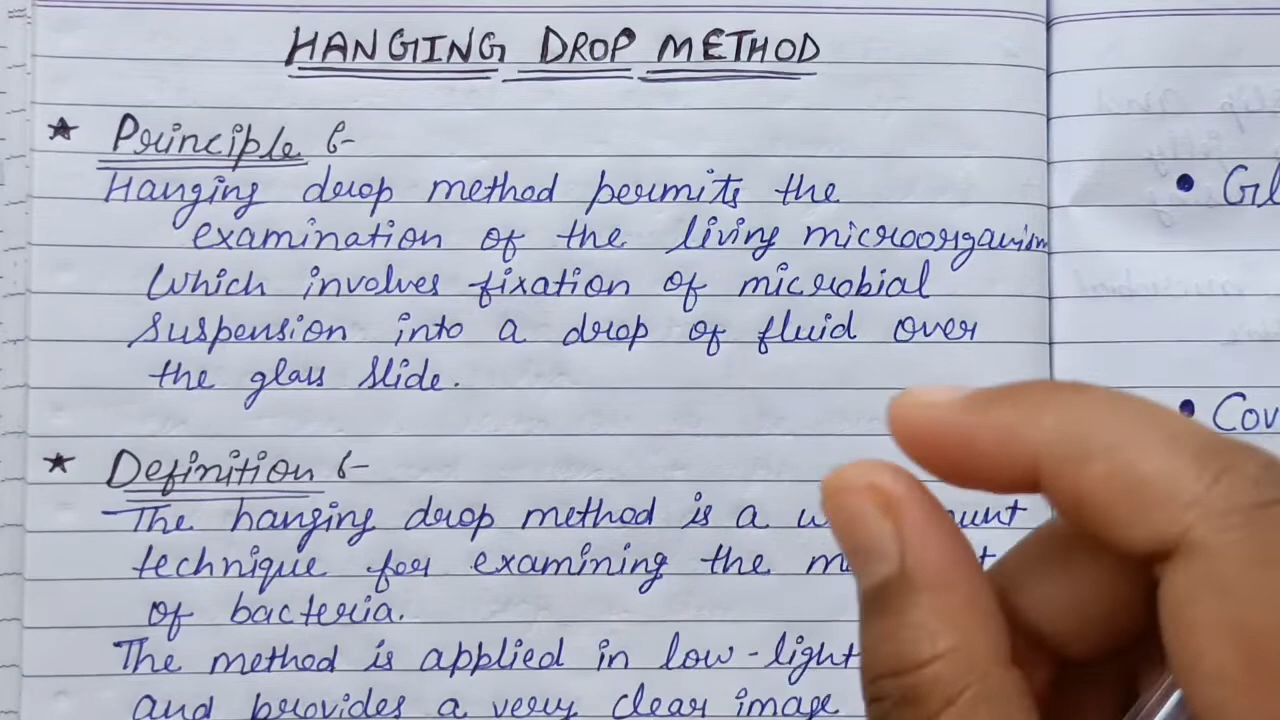 HANGING DROP METHOD
★ Principle :-
Hanging drop method permits the
examination of the living microorganism
which involves fixation of microbial
suspension into a drop of fluid over
the glass slide.
★ Definition :-
The hanging drop method is a
technique for examining the
of bacteria.
The method is applied in low-light
and provides a very clear image
• Gl
• Cov